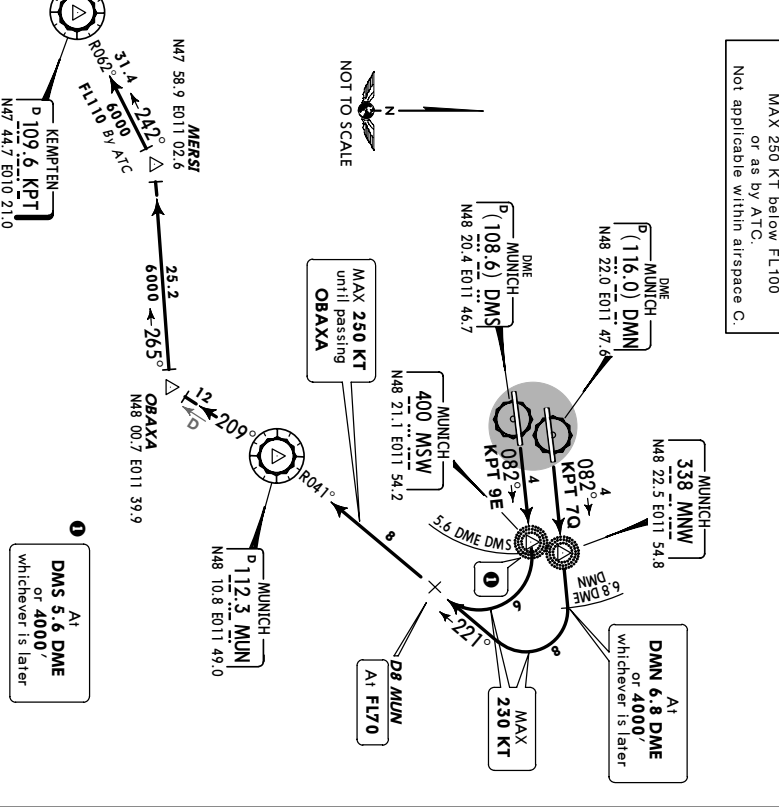 MAX 250 KT below FL100
or as by ATC.
Not applicable within airspace C.
NOT TO SCALE
N
DME
MUNICH
D (116.0) DMN
N48 22.0 E011 47.6
DME
MUNICH
D (108.6) DMS
N48 20.4 E011 46.7
MUNICH
338 MNW
N48 22.5 E011 54.8
MUNICH
400 MSW
N48 21.1 E011 54.2
4
082°
KPT 7Q
4
082°
KPT 9E
5.6 DME DMS
6.8 DME
DMN
1
At
DMN 6.8 DME
or 4000'
whichever is later
MAX
230 KT
6
8
221°
D8 MUN
At FL70
8
R041°
MAX 250 KT
until passing
OBAXA
MUNICH
D 112.3 MUN
N48 10.8 E011 49.0
209°
12
D
OBAXA
N48 00.7 E011 39.9
25.2
6000
265°
MERSI
N47 58.9 E011 02.6
242°
31.4
6000
FL110 By ATC
R062°
KEMPTEN
D 109.6 KPT
N47 44.7 E010 21.0
1
At
DMS 5.6 DME
or 4000'
whichever is later